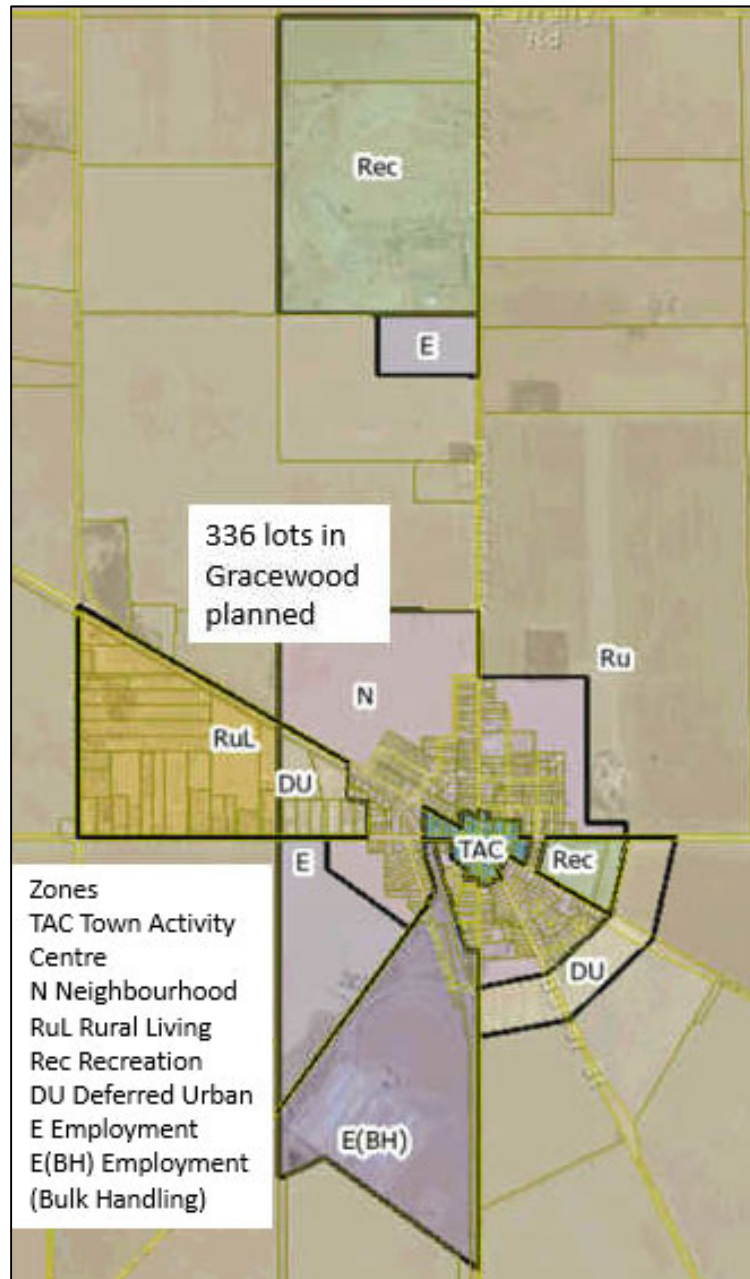 Rd
Rec
E
336 lots in
Gracewood
planned
Ru
N
RuL
DU
TAC
E
Rec
Zones
TAC Town Activity
Centre
N Neighbourhood
RuL Rural Living
Rec Recreation
DU Deferred Urban
E Employment
E(BH) Employment
(Bulk Handling)
DU
E(BH)